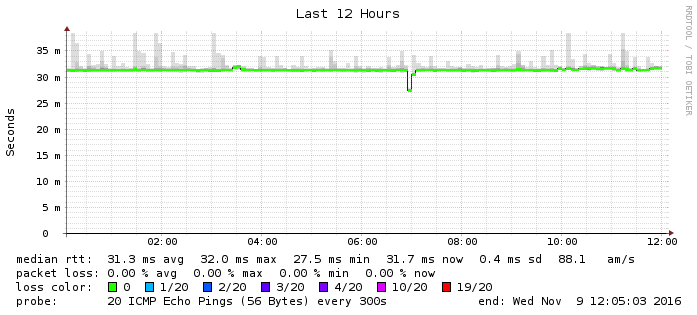 Last 12 Hours
RRDTOOL / TOBI OETIKER
Seconds
35 m
30 m
25 m
20 m
15 m
10 m
5 m
0
02:00 04:00 06:00 08:00 10:00 12:00
median rtt: 31.3 ms avg 32.0 ms max 27.5 ms min 31.7 ms now 0.4 ms sd 88.1 am/s
packet loss: 0.00 % avg 0.00 % max 0.00 % min 0.00 % now
loss color: 0 1/20 2/20 3/20 4/20 10/20 19/20
probe: 20 ICMP Echo Pings (56 Bytes) every 300s end: Wed Nov 9 12:05:03 2016